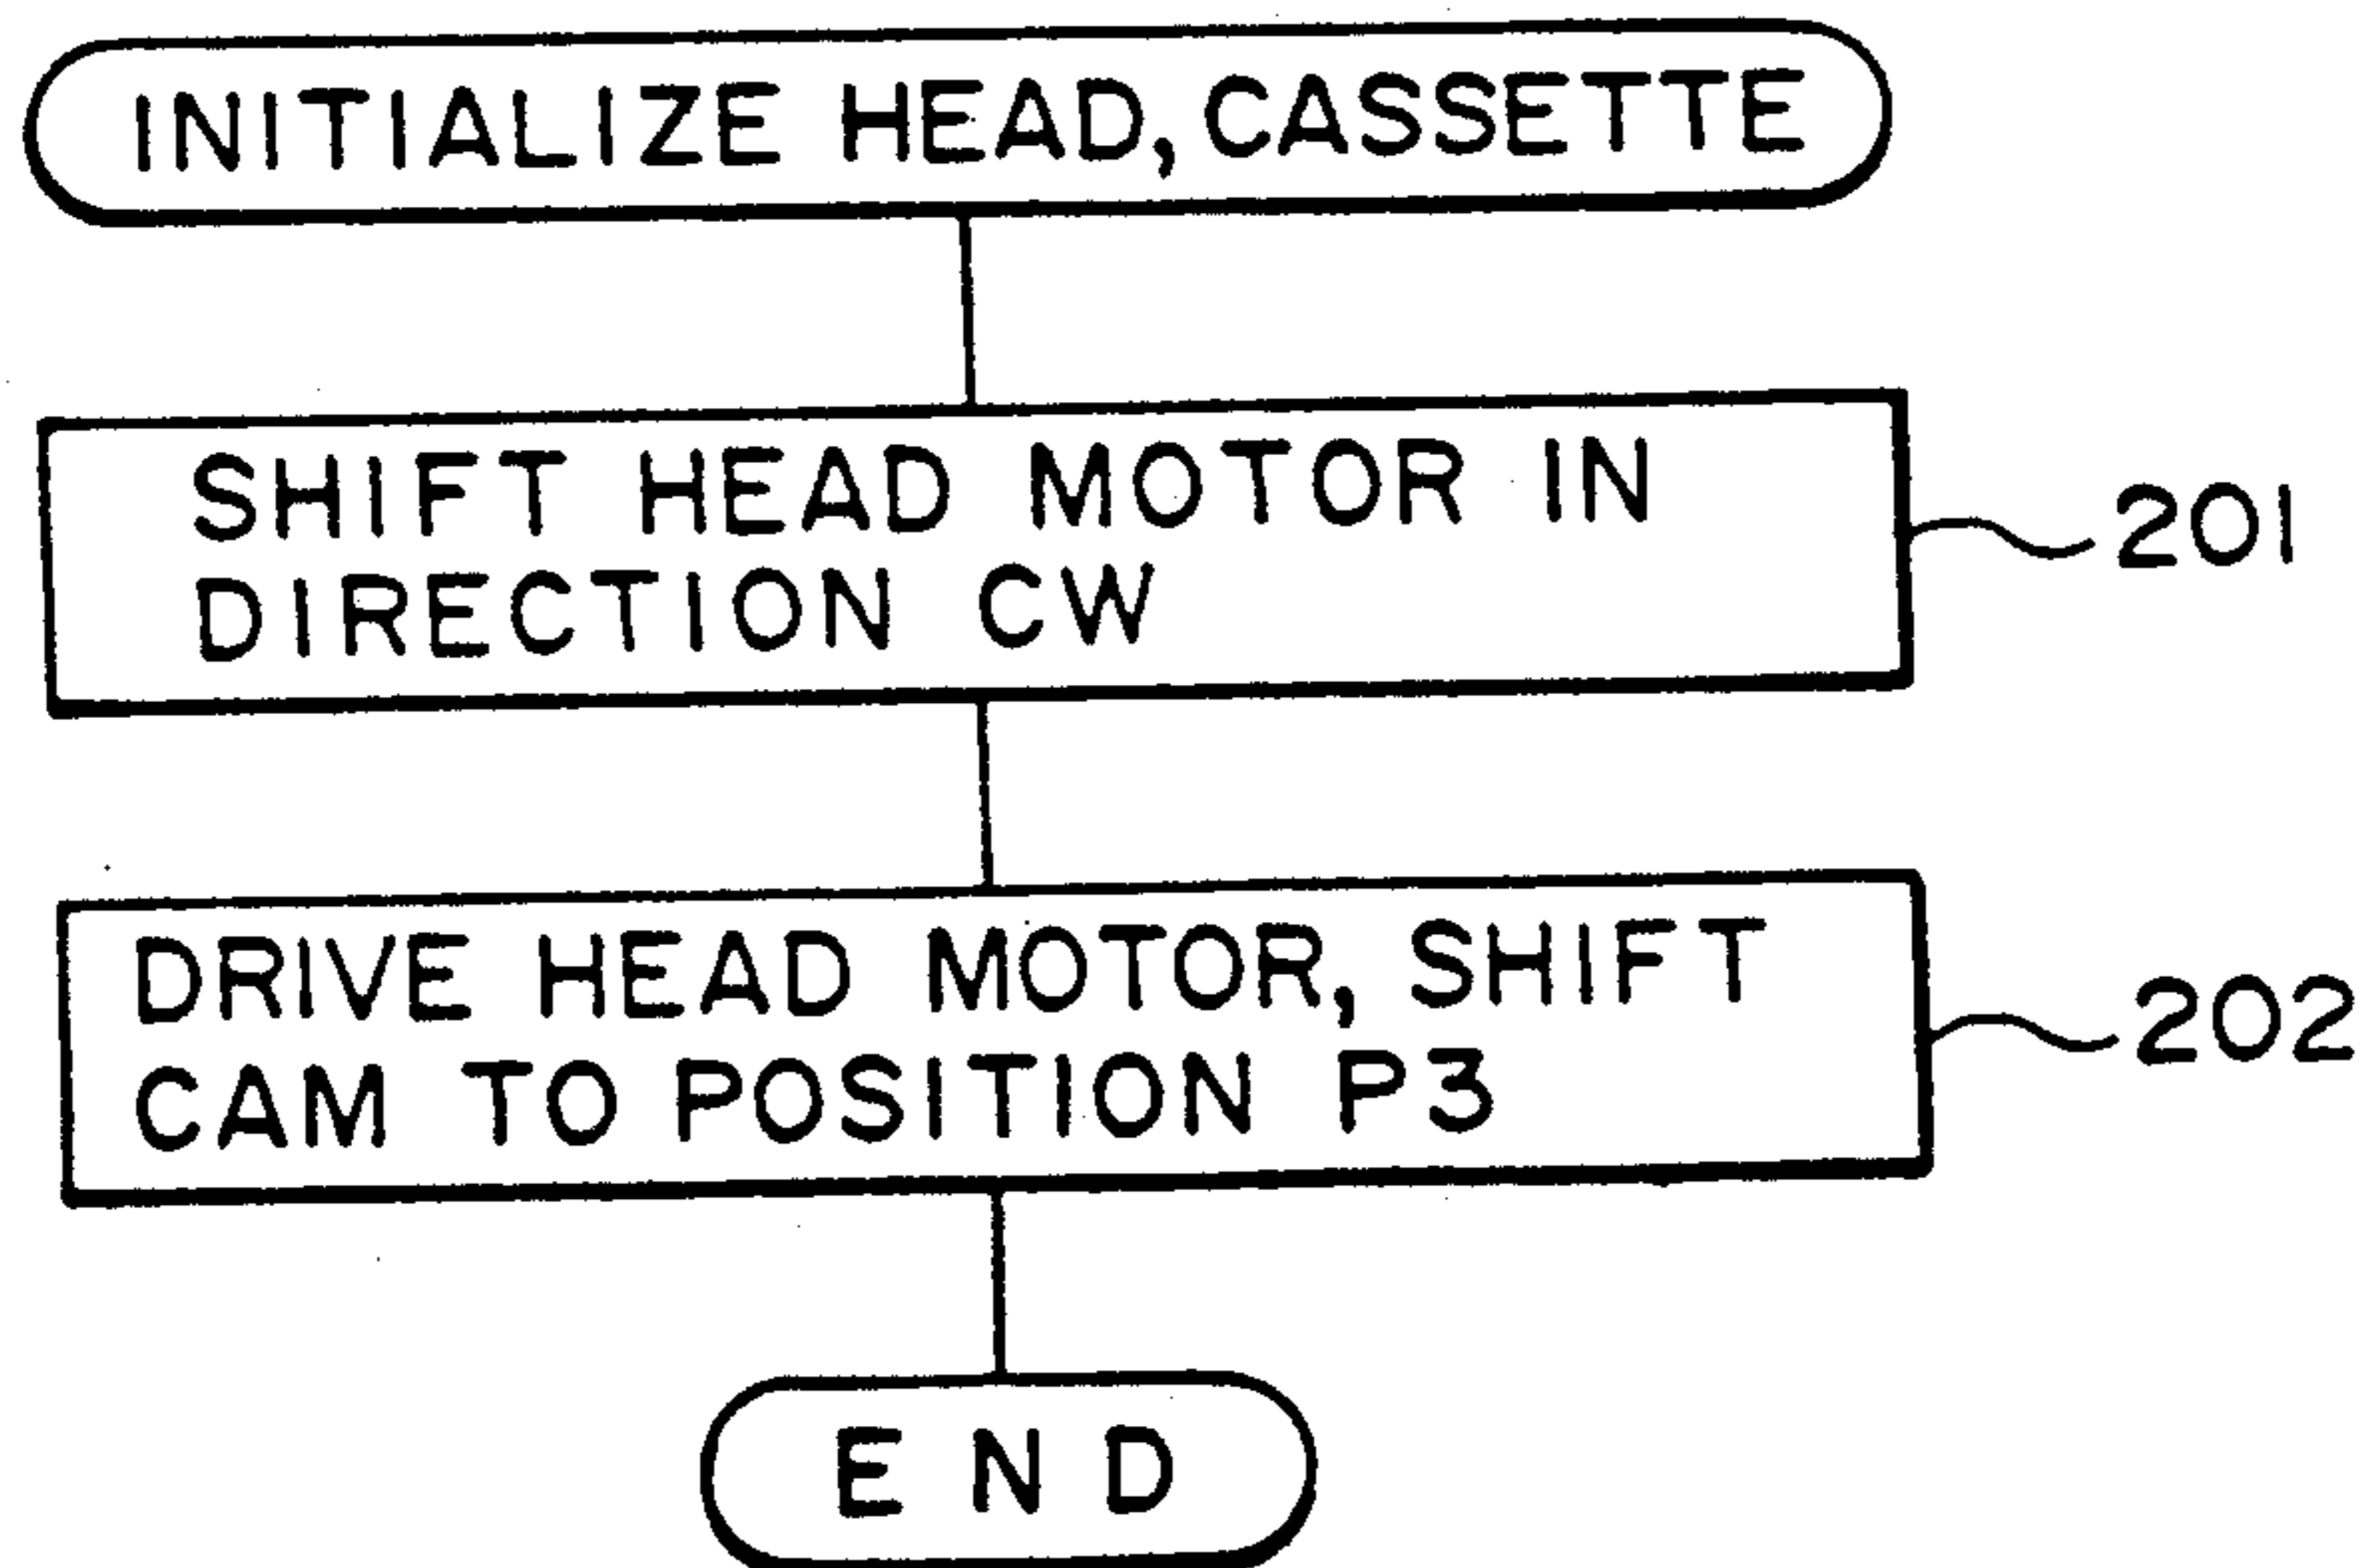 INITIALIZE HEAD, CASSETTE
SHIFT HEAD MOTOR IN
DIRECTION CW
201
DRIVE HEAD MOTOR, SHIFT
CAM TO POSITION P3
202
END